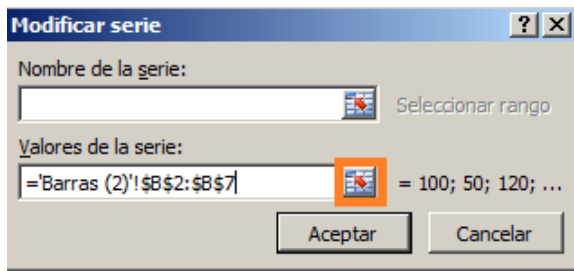 Modificar serie
Nombre de la serie:
Seleccionar rango
Valores de la serie:
='Barras (2)'!$B$2:$B$7 = 100; 50; 120; ...
Aceptar Cancelar